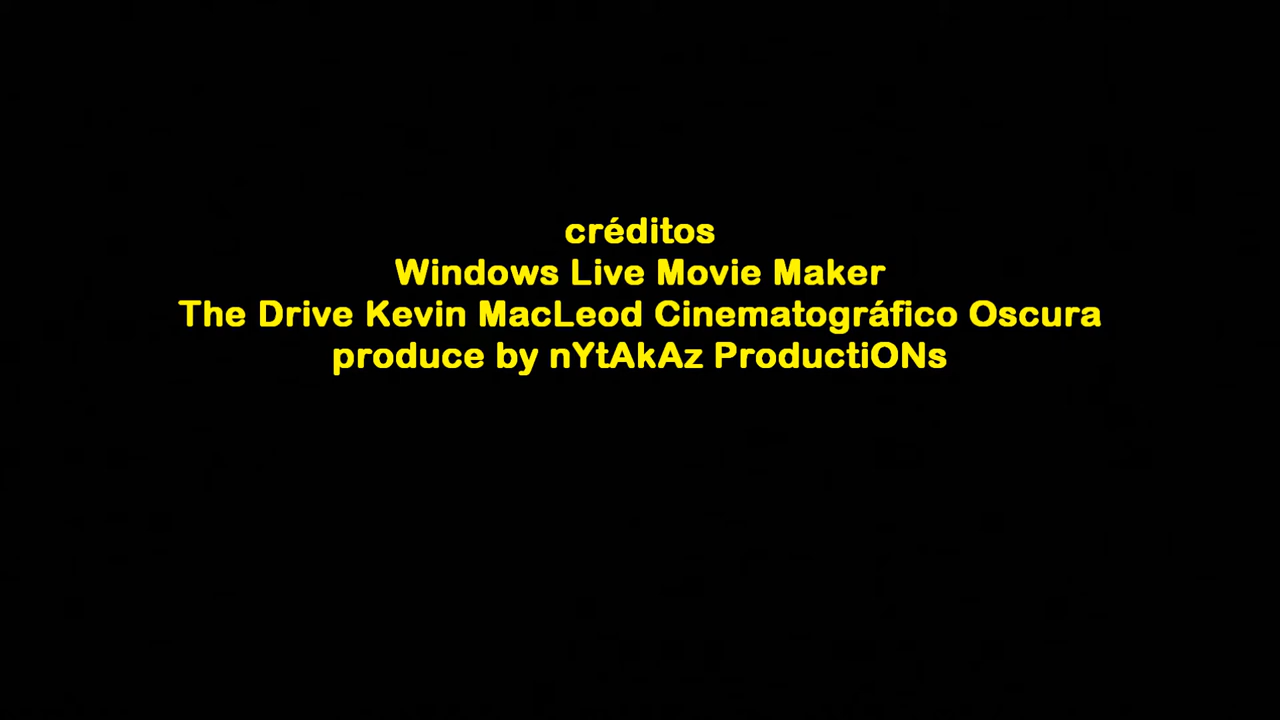 créditos
Windows Live Movie Maker
The Drive Kevin MacLeod Cinematográfico Oscura
produce by nYtAkAz ProductiONs